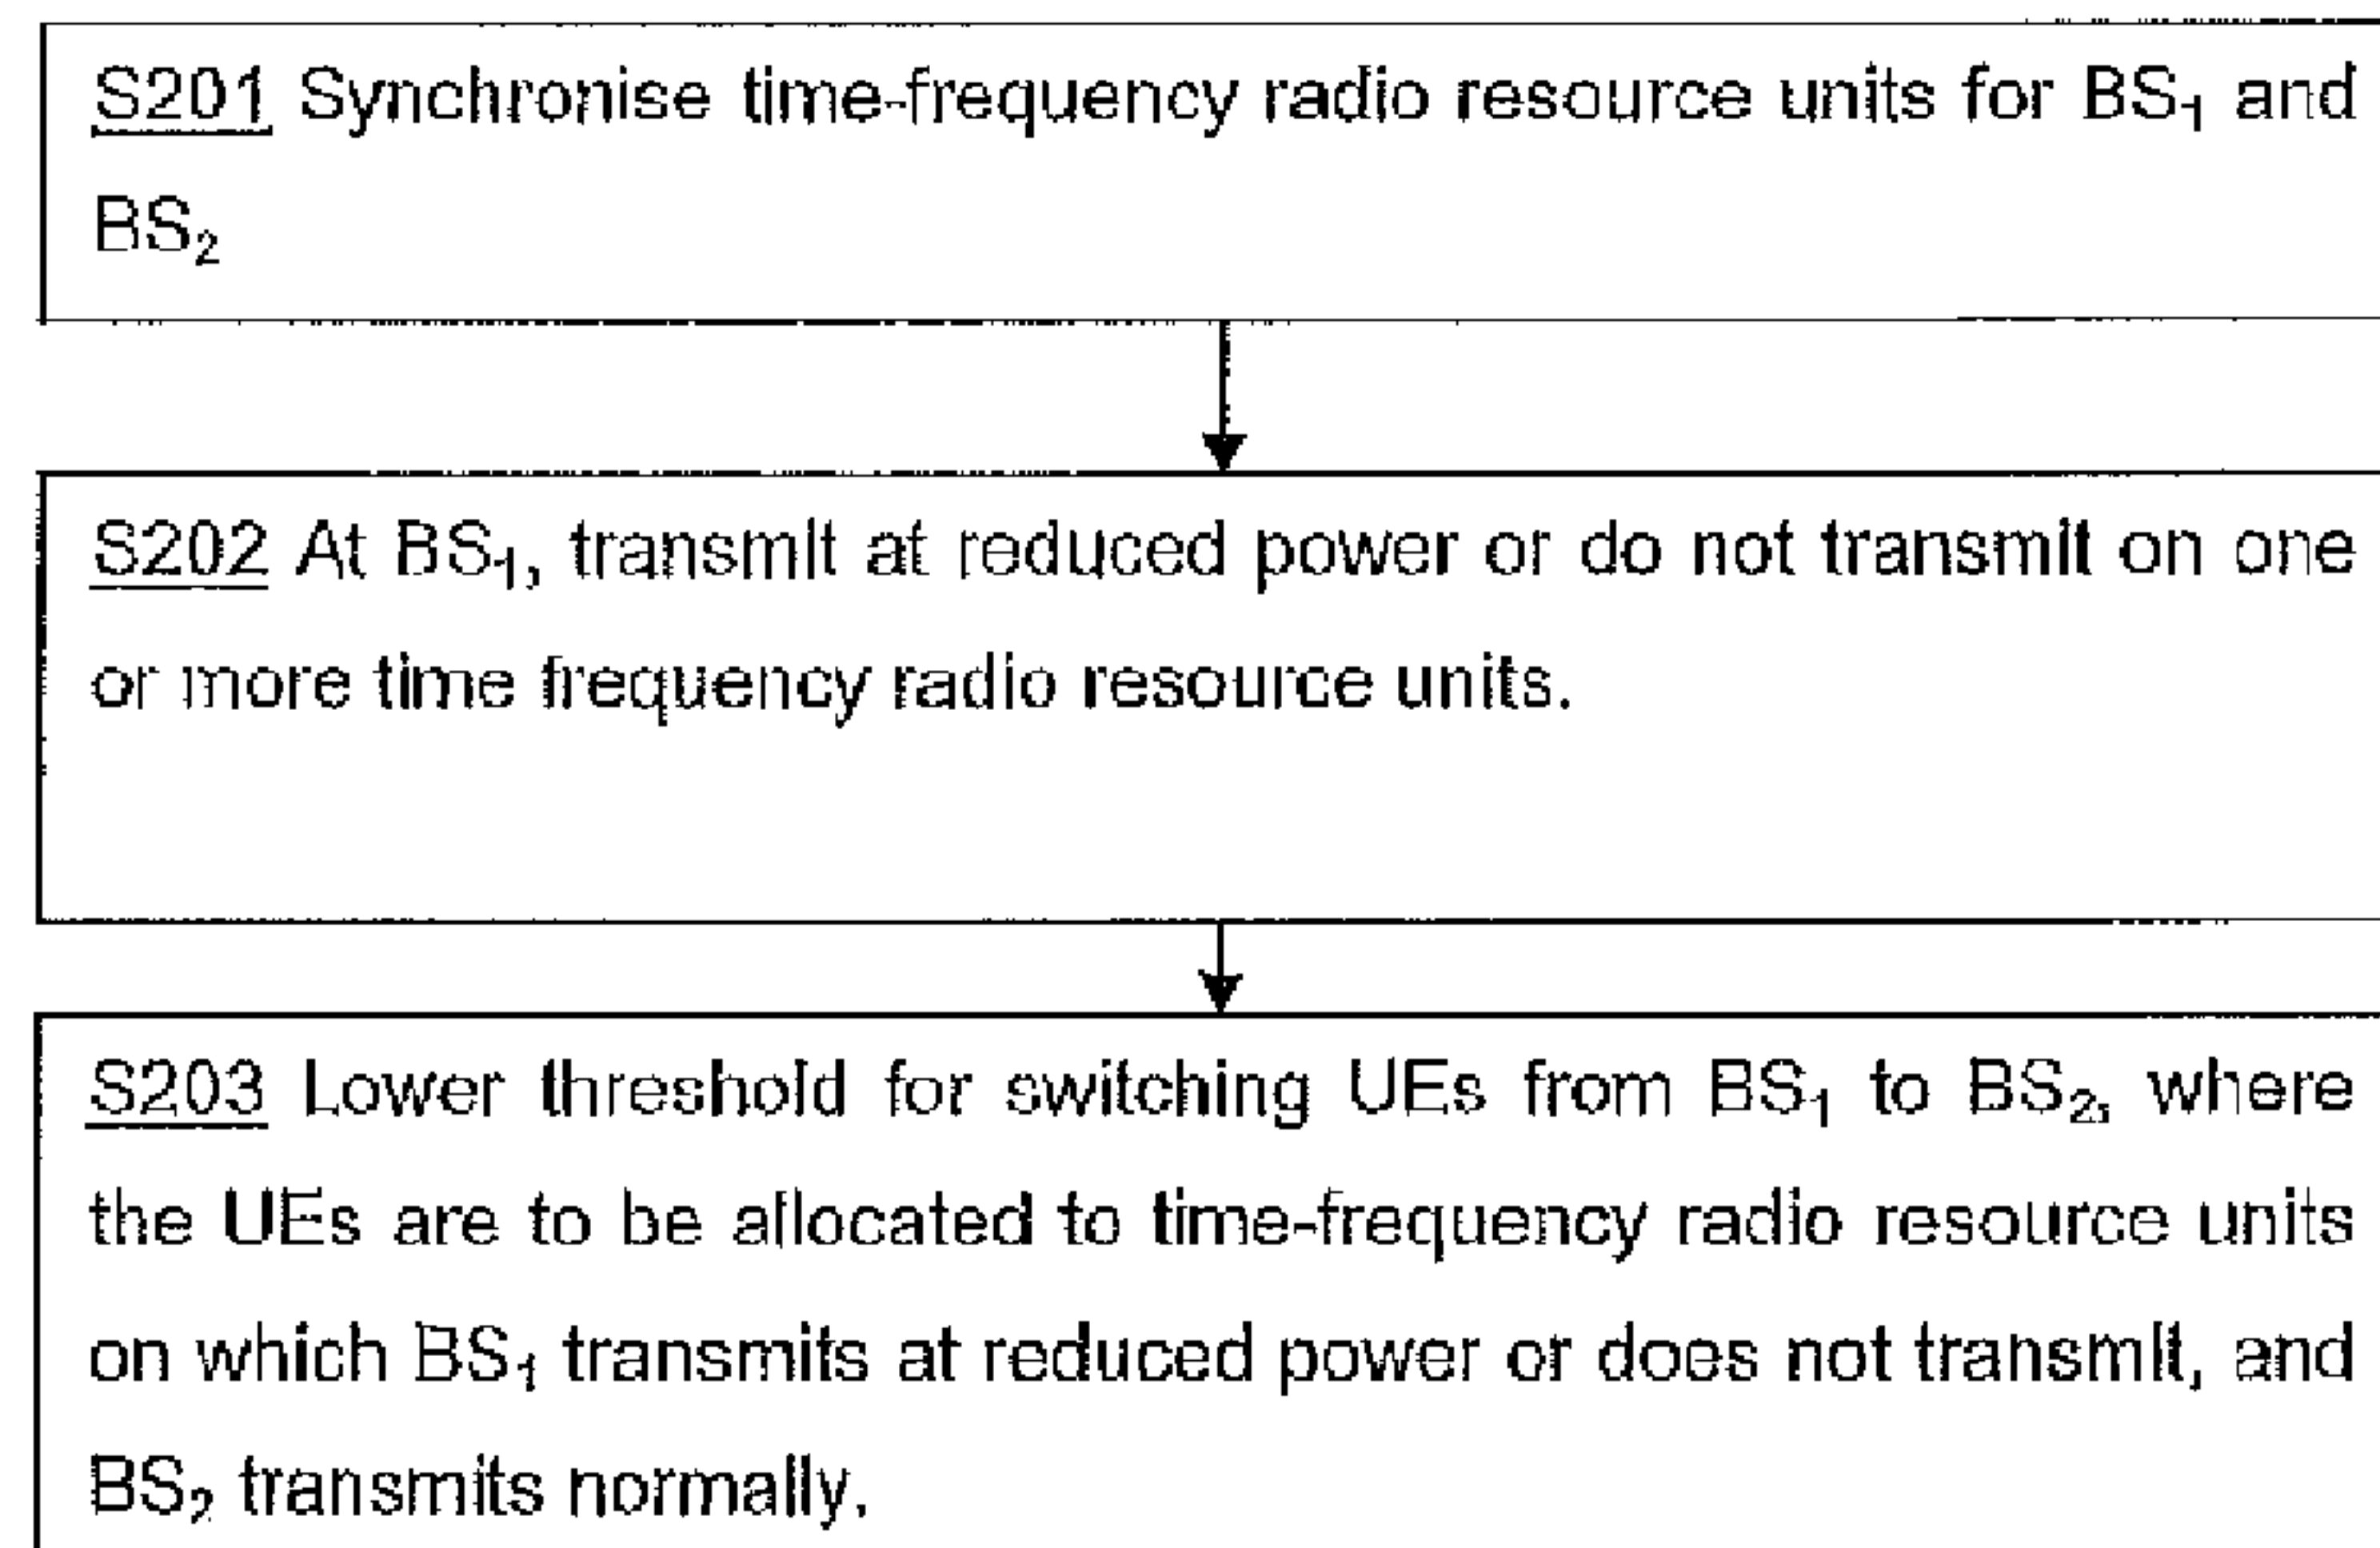 S201 Synchronise time-frequency radio resource units for BS₁ and
BS₂
S202 At BS₁, transmit at reduced power or do not transmit on one
or more time frequency radio resource units.
S203 Lower threshold for switching UEs from BS₁ to BS₂, where
the UEs are to be allocated to time-frequency radio resource units
on which BS₁ transmits at reduced power or does not transmit, and
BS₂ transmits normally.